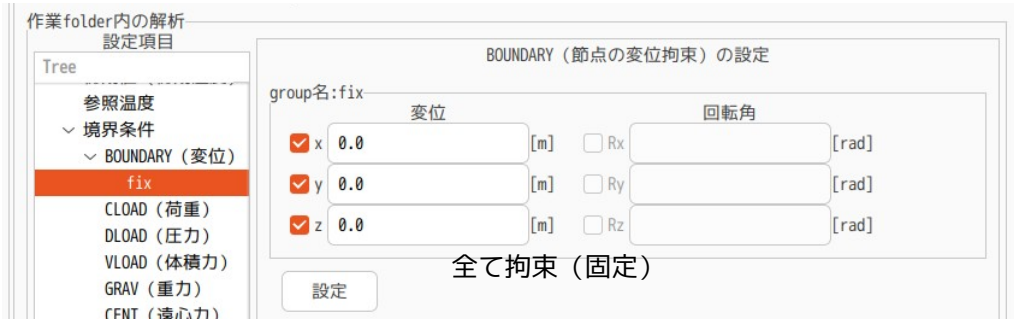 作業folder内の解析
設定項目
Tree
参照温度
境界条件
BOUNDARY (変位)
fix
CLOAD (荷重)
DLOAD (圧力)
VLOAD (体積力)
GRAV (重力)
CENT (遠心力)
BOUNDARY (節点の変位拘束) の設定
group名:fix
変位 回転角
x 0.0 [m] Rx [rad]
y 0.0 [m] Ry [rad]
z 0.0 [m] Rz [rad]
全て拘束（固定）
設定